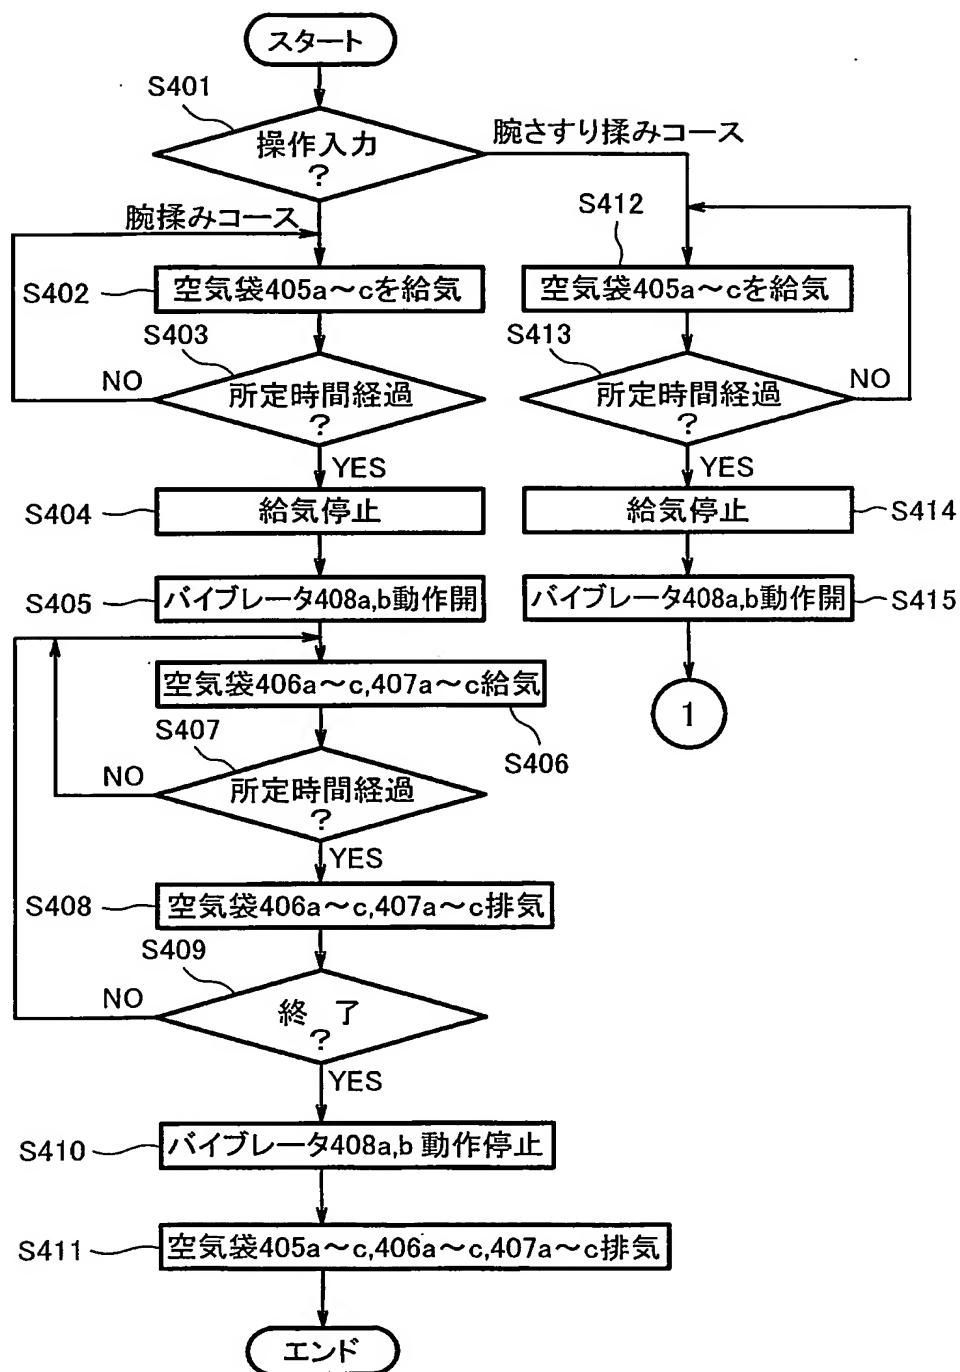 スタート
S401
操作入力
?
腕さすり揉みコース
腕揉みコース
S402
空気袋405a～cを給気
S403
所定時間経過
?
NO
YES
S404
給気停止
S405
バイブレータ408a,b動作開
空気袋406a～c,407a～c給気
S406
S407
所定時間経過
?
NO
YES
S408
空気袋406a～c,407a～c排気
S409
終 了
?
NO
YES
S410
バイブレータ408a,b 動作停止
S411
空気袋405a～c,406a～c,407a～c排気
エンド
S412
空気袋405a～cを給気
S413
所定時間経過
?
NO
YES
給気停止
S414
バイブレータ408a,b動作開
S415
1